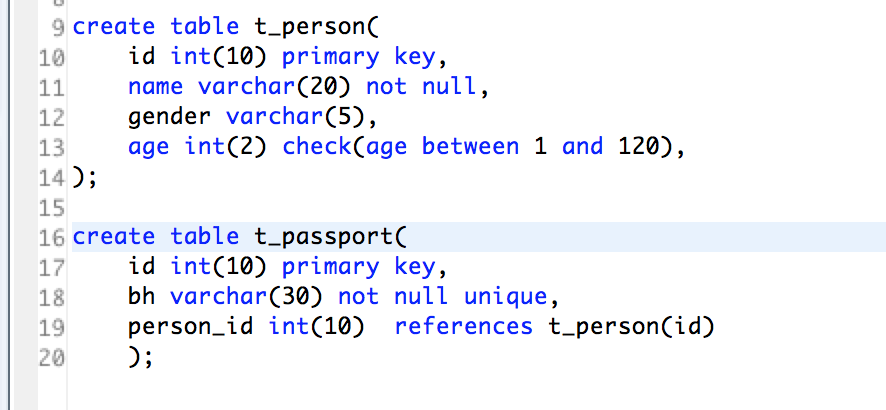 9 create table t_person(
10 id int(10) primary key,
11 name varchar(20) not null,
12 gender varchar(5),
13 age int(2) check(age between 1 and 120),
14 );
15
16 create table t_passport(
17 id int(10) primary key,
18 bh varchar(30) not null unique,
19 person_id int(10)  references t_person(id)
20 );